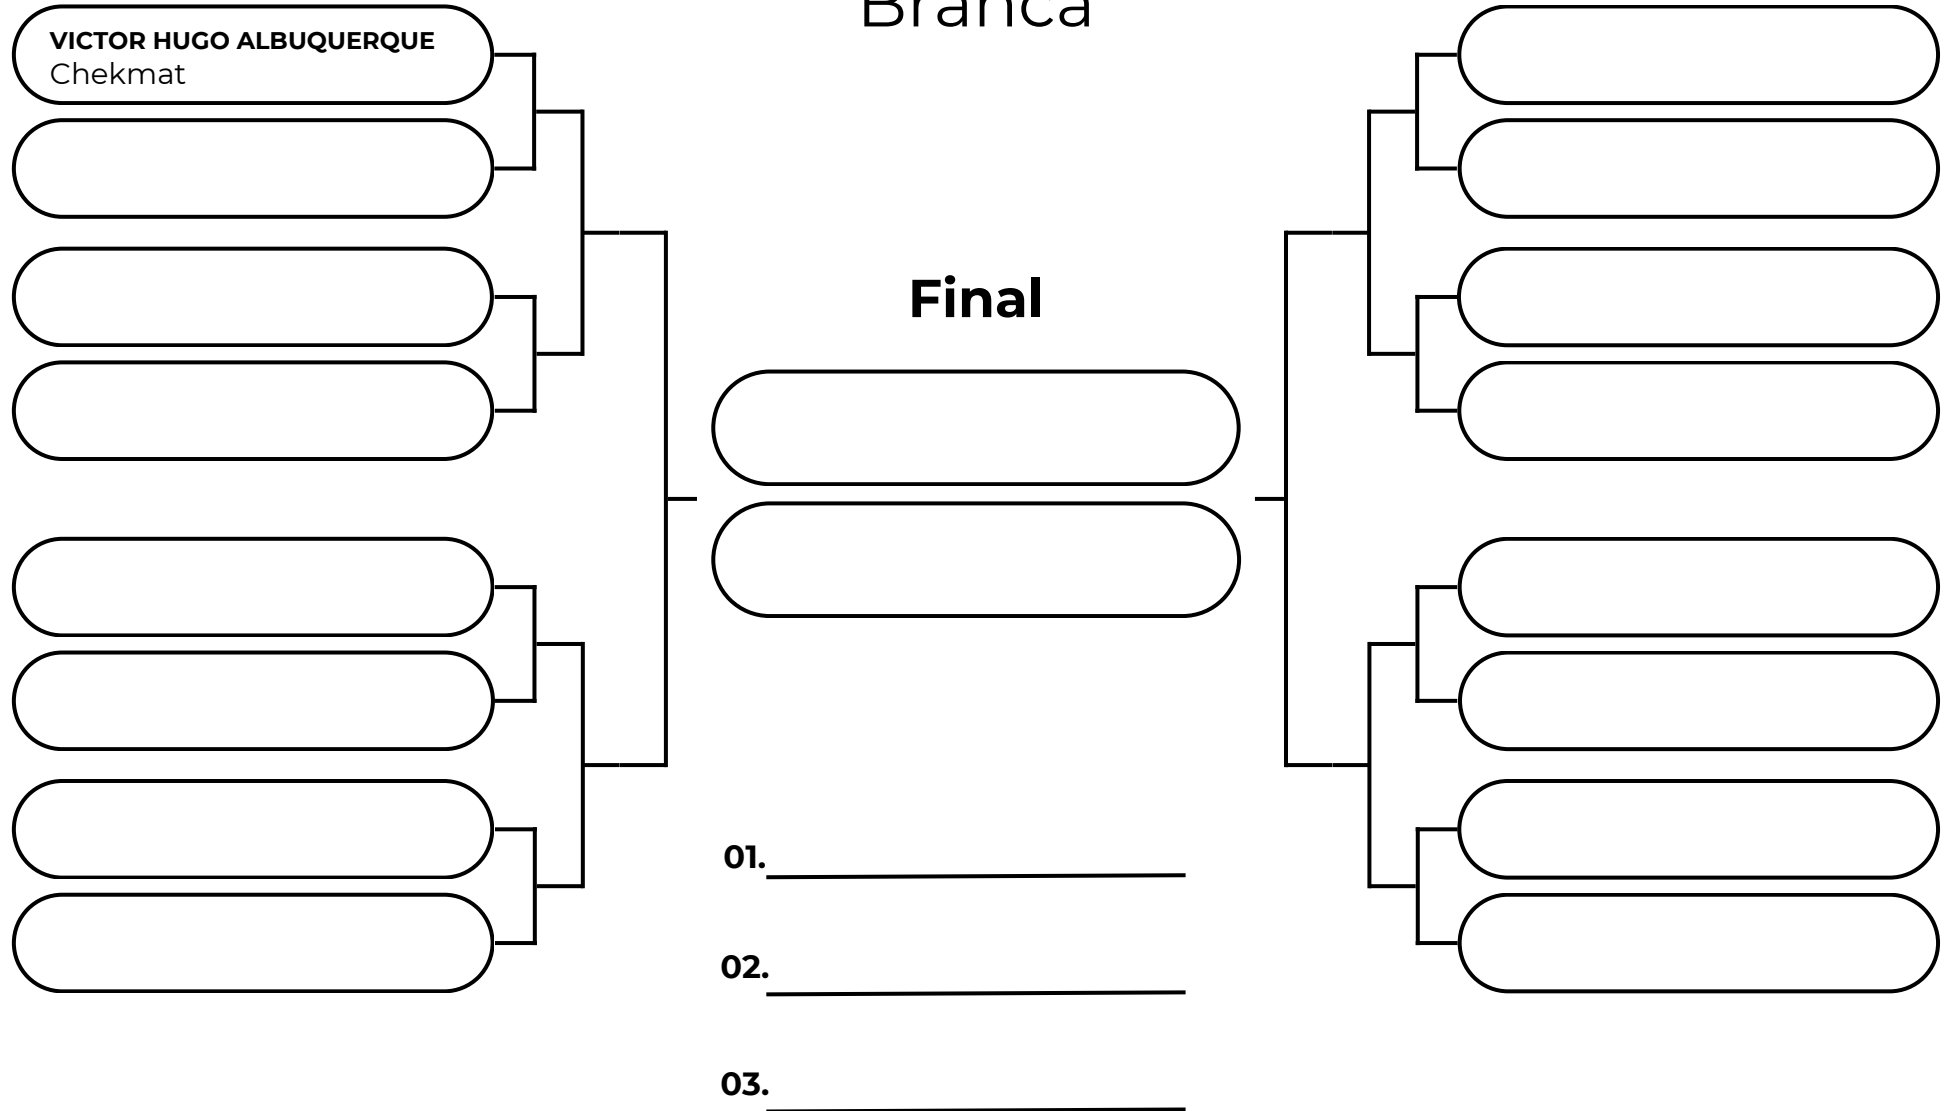 Branca
VICTOR HUGO ALBUQUERQUE
Chekmat
Final
01.
02.
03.